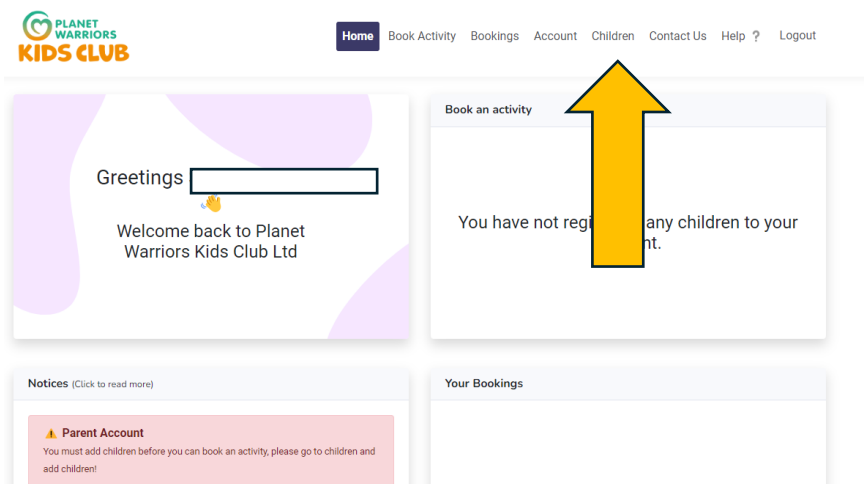 PLANET
WARRIORS
KIDS CLUB
Home Book Activity Bookings Account Children Contact Us Help ? Logout
Greetings
Welcome back to Planet
Warriors Kids Club Ltd
Book an activity
You have not any children to your
Notices (Click to read more)
Parent Account
You must add children before you can book an activity, please go to children and
add children!
Your Bookings